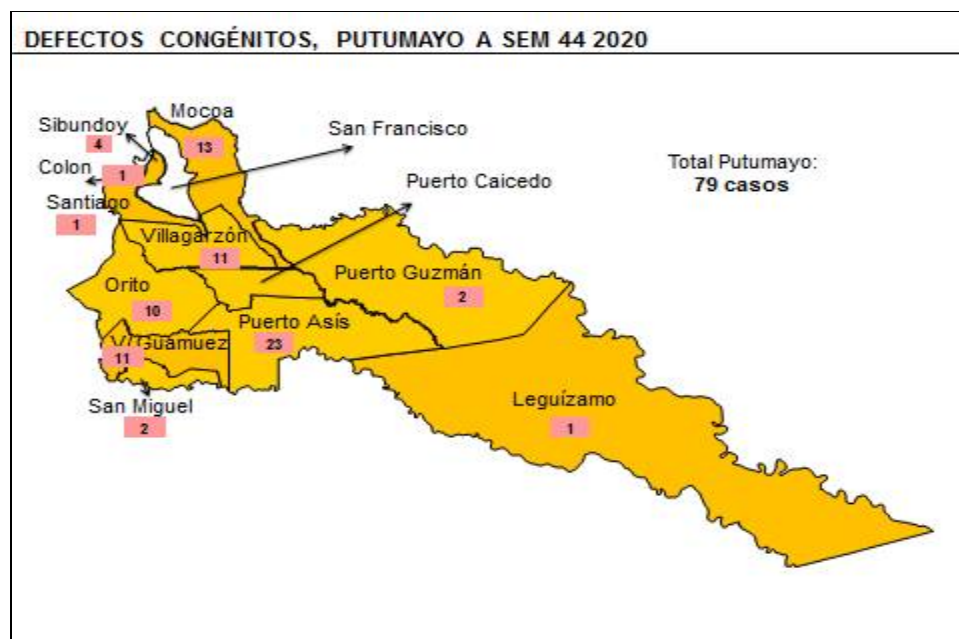 DEFECTOS CONGÉNITOS, PUTUMAYO A SEM 44 2020
Mocoa
13
Sibundoy
4
San Francisco
Colon
1
Total Putumayo:
79 casos
Puerto Caicedo
Santiago
1
Villagarzón
11
Puerto Guzmán
2
Orito
10
Puerto Asís
23
V/Guamuez
11
San Miguel
2
Leguízamo
1